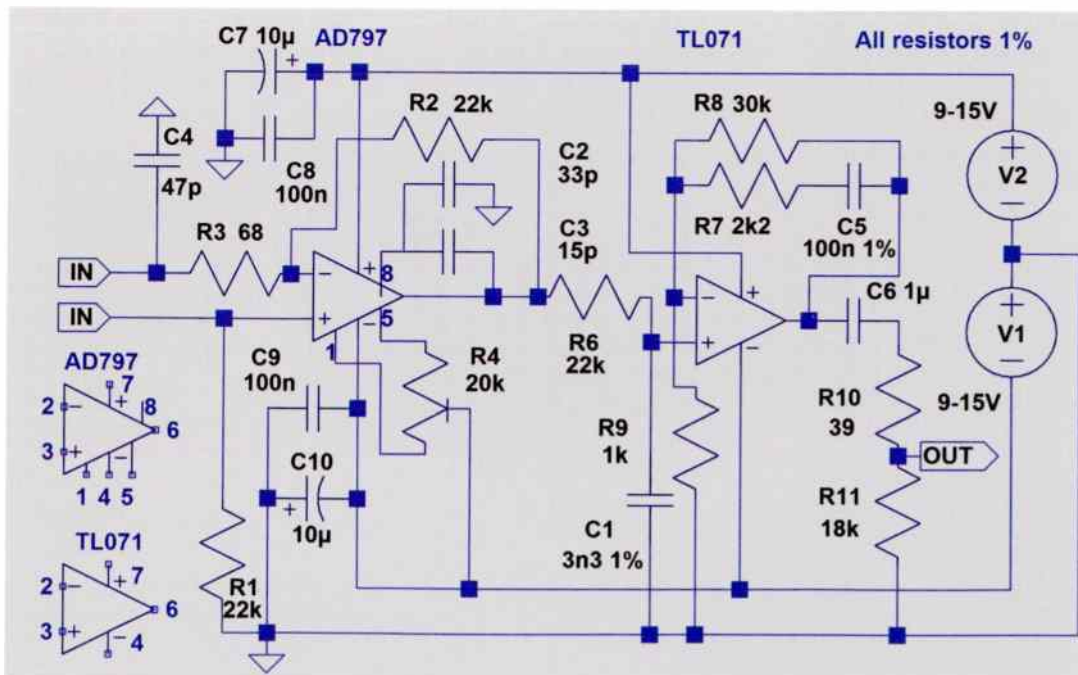 C7 10µ
+
AD797
TL071
All resistors 1%
R2 22k
R8 30k
9-15V
C4
47p
C8
100n
C2
33p
+
V2
−
R7 2k2
C5
100n 1%
R3 68
C3
15p
IN
−
+
8
IN
+
−
5
1
−
+
+
−
C6 1µ
+
V1
−
AD797
C9
100n
R4
20k
R6
22k
R10
39
9-15V
7
2
−
+
8
6
3
+
−
1 4 5
R9
1k
OUT
C10
+
10µ
R11
18k
C1
3n3 1%
TL071
7
2
−
+
6
3
+
−
4
R1
22k